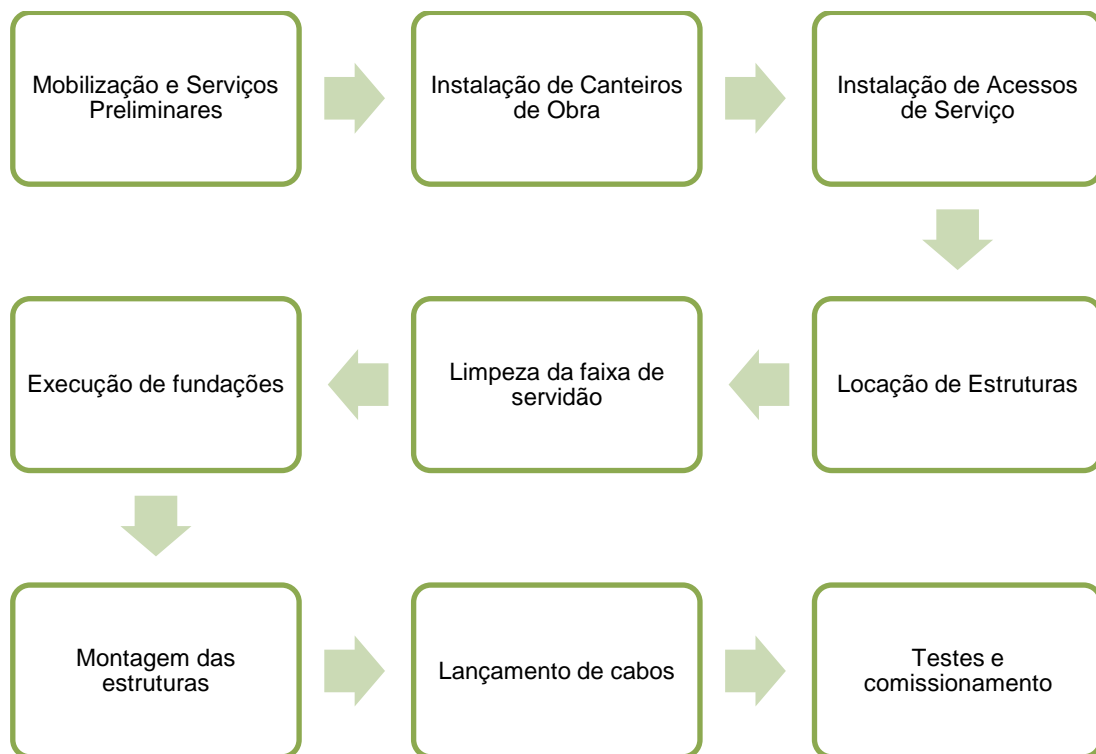 Mobilização e Serviços
Preliminares
Instalação de Canteiros
de Obra
Instalação de Acessos
de Serviço
Locação de Estruturas
Limpeza da faixa de
servidão
Execução de fundações
Montagem das
estruturas
Lançamento de cabos
Testes e
comissionamento